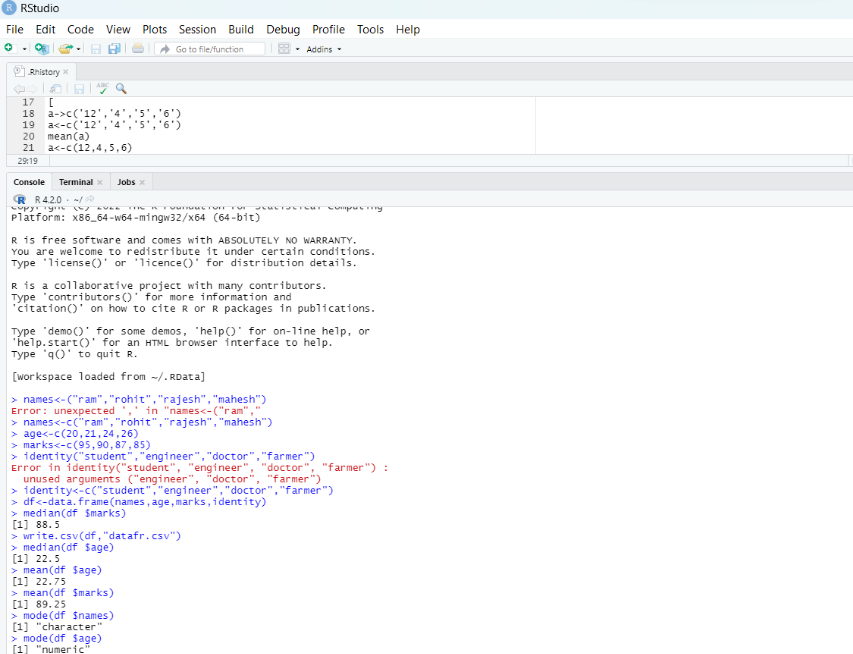 RStudio
File Edit Code View Plots Session Build Debug Profile Tools Help
Go to file/function Addins
.Rhistory
17 [
18 a->c('12','4','5','6')
19 a<-c('12','4','5','6')
20 mean(a)
21 a<-c(12,4,5,6)
29:19
Console Terminal Jobs
R 4.2.0 · ~/
Copyright (C) 2022 The R Foundation for Statistical Computing
Platform: x86_64-w64-mingw32/x64 (64-bit)
R is free software and comes with ABSOLUTELY NO WARRANTY.
You are welcome to redistribute it under certain conditions.
Type 'license()' or 'licence()' for distribution details.
R is a collaborative project with many contributors.
Type 'contributors()' for more information and
'citation()' on how to cite R or R packages in publications.
Type 'demo()' for some demos, 'help()' for on-line help, or
'help.start()' for an HTML browser interface to help.
Type 'q()' to quit R.
[Workspace loaded from ~/.RData]
> names<-("ram","rohit","rajesh","mahesh")
Error: unexpected ',' in "names<-("ram","
> names<-c("ram","rohit","rajesh","mahesh")
> age<-c(20,21,24,26)
> marks<-c(95,90,87,85)
> identity("student","engineer","doctor","farmer")
Error in identity("student", "engineer", "doctor", "farmer") :
unused arguments ("engineer", "doctor", "farmer")
> identity<-c("student","engineer","doctor","farmer")
> df<-data.frame(names,age,marks,identity)
> median(df $marks)
[1] 88.5
> write.csv(df,"datafr.csv")
> median(df $age)
[1] 22.5
> mean(df $age)
[1] 22.75
> mean(df $marks)
[1] 89.25
> mode(df $names)
[1] "character"
> mode(df $age)
[1] "numeric"